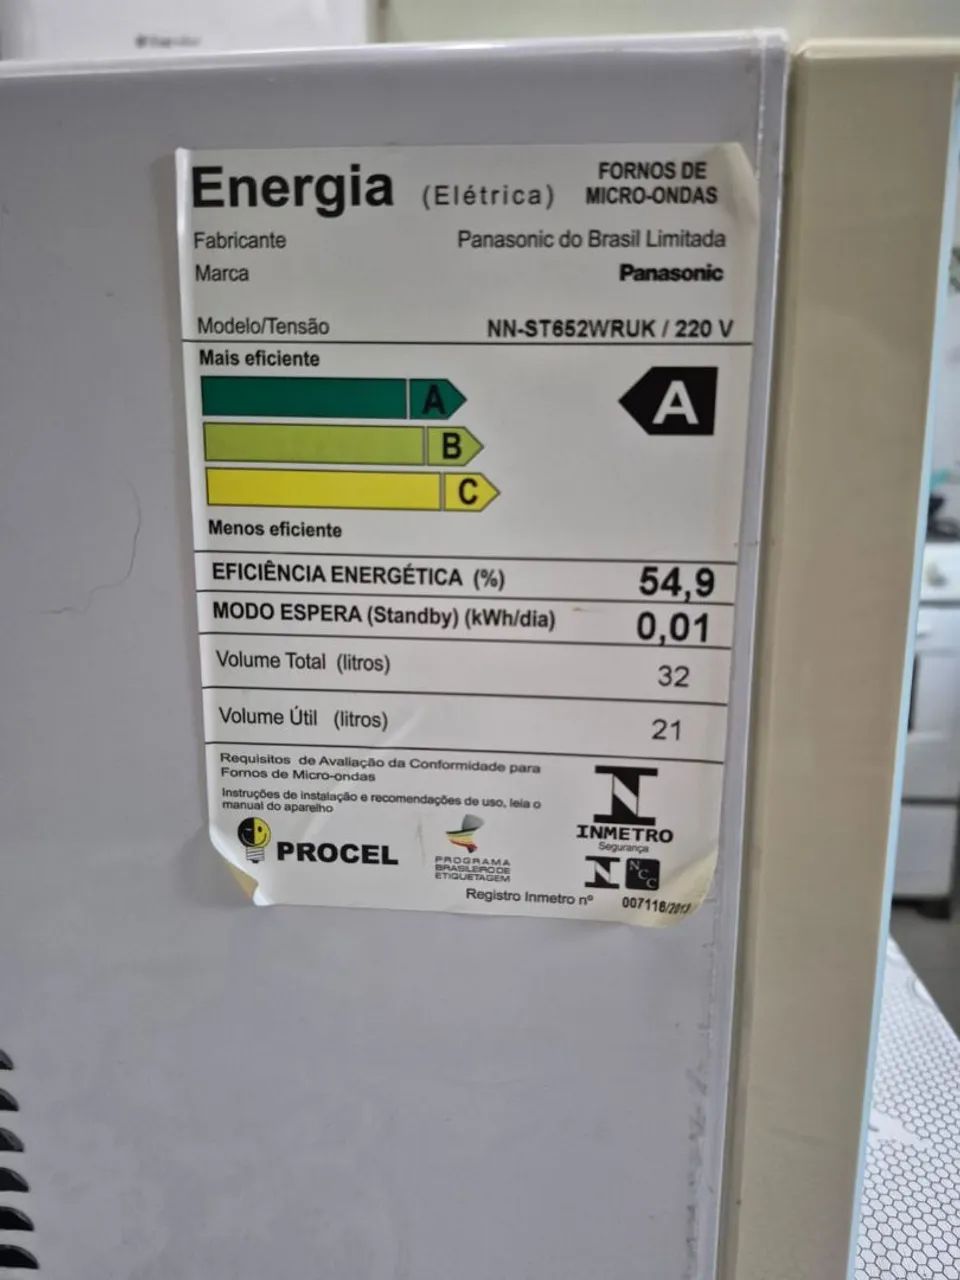 Energia (Elétrica) FORNOS DE
MICRO-ONDAS
Fabricante Panasonic do Brasil Limitada
Marca Panasonic
Modelo/Tensão NN-ST652WRUK / 220 V
Mais eficiente
A A
B
C
Menos eficiente
EFICIÊNCIA ENERGÉTICA (%) 54,9
MODO ESPERA (Standby) (kWh/dia) 0,01
Volume Total (litros) 32
Volume Útil (litros) 21
Requisitos de Avaliação da Conformidade para
Fornos de Micro-ondas
Instruções de instalação e recomendações de uso, leia o
manual do aparelho
PROCEL
PROGRAMA
BRASILEIRO DE
ETIQUETAGEM
INMETRO
Segurança
NCC
Registro Inmetro nº 007116/2013